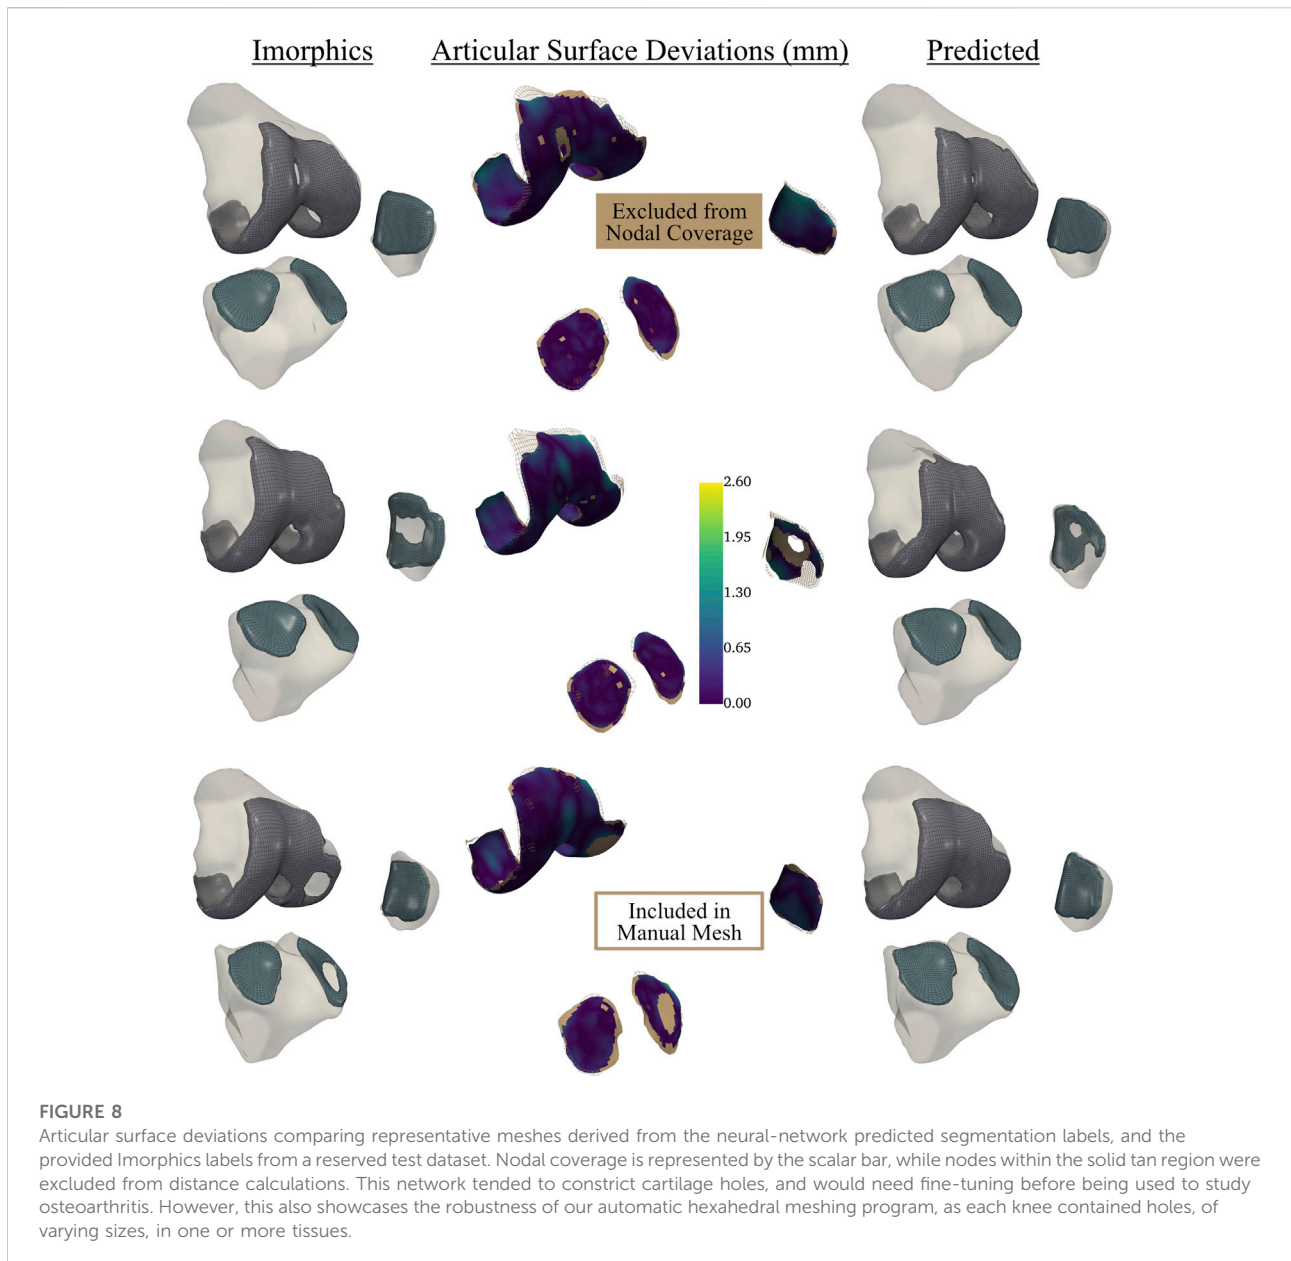 Imorphics
Articular Surface Deviations (mm)
Predicted
Excluded from
Nodal Coverage
2.60
1.95
1.30
0.65
0.00
Included in
Manual Mesh
FIGURE 8
Articular surface deviations comparing representative meshes derived from the neural-network predicted segmentation labels, and the
provided Imorphics labels from a reserved test dataset. Nodal coverage is represented by the scalar bar, while nodes within the solid tan region were
excluded from distance calculations. This network tended to constrict cartilage holes, and would need fine-tuning before being used to study
osteoarthritis. However, this also showcases the robustness of our automatic hexahedral meshing program, as each knee contained holes, of
varying sizes, in one or more tissues.